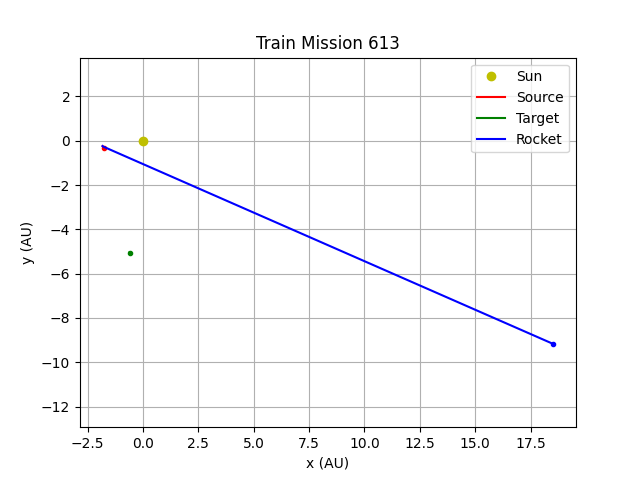 Train Mission 613
Sun
Source
Target
Rocket
2
0
−2
−4
−6
−8
−10
−12
y (AU)
−2.5 0.0 2.5 5.0 7.5 10.0 12.5 15.0 17.5
x (AU)